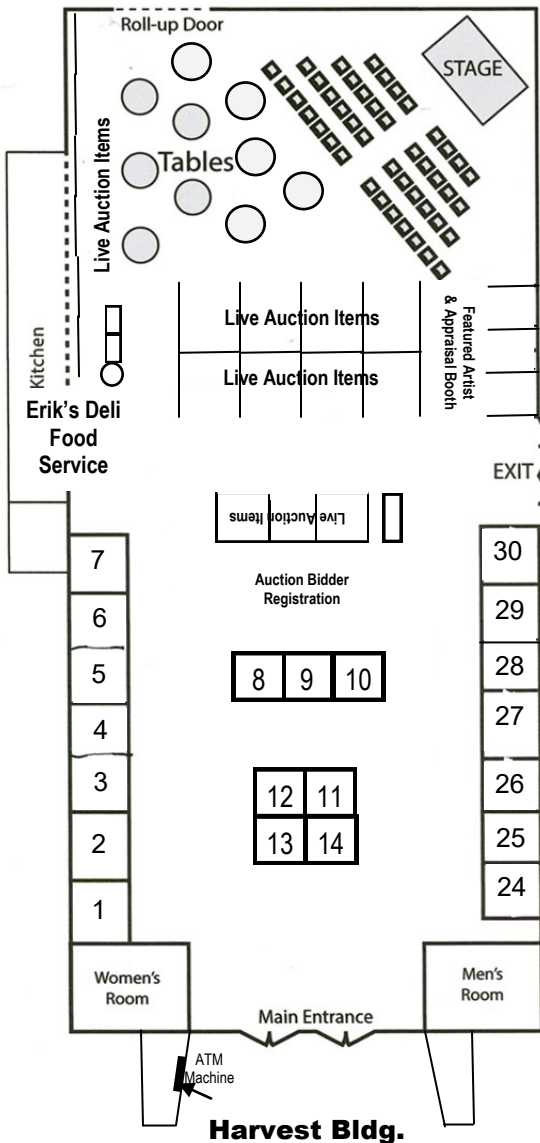 Roll-up Door
STAGE
Tables
Live Auction Items
Live Auction Items
Live Auction Items
Featured Artist
& Appraisal Booth
Kitchen
Erik's Deli
Food
Service
EXIT
Live Auction Items
Auction Bidder
Registration
7
6
5
4
3
2
1
8 9 10
12 11
13 14
30
29
28
27
26
25
24
Women's
Room
Men's
Room
Main Entrance
ATM
Machine
Harvest Bldg.